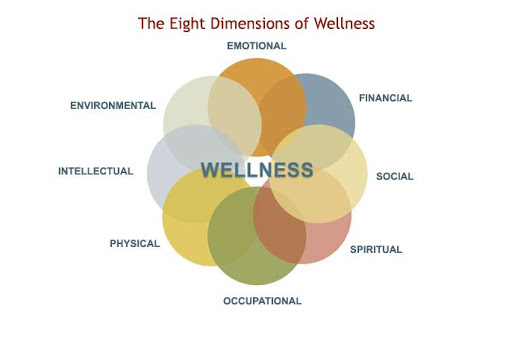 The Eight Dimensions of Wellness
EMOTIONAL
FINANCIAL
ENVIRONMENTAL
INTELLECTUAL
WELLNESS
SOCIAL
PHYSICAL
SPIRITUAL
OCCUPATIONAL